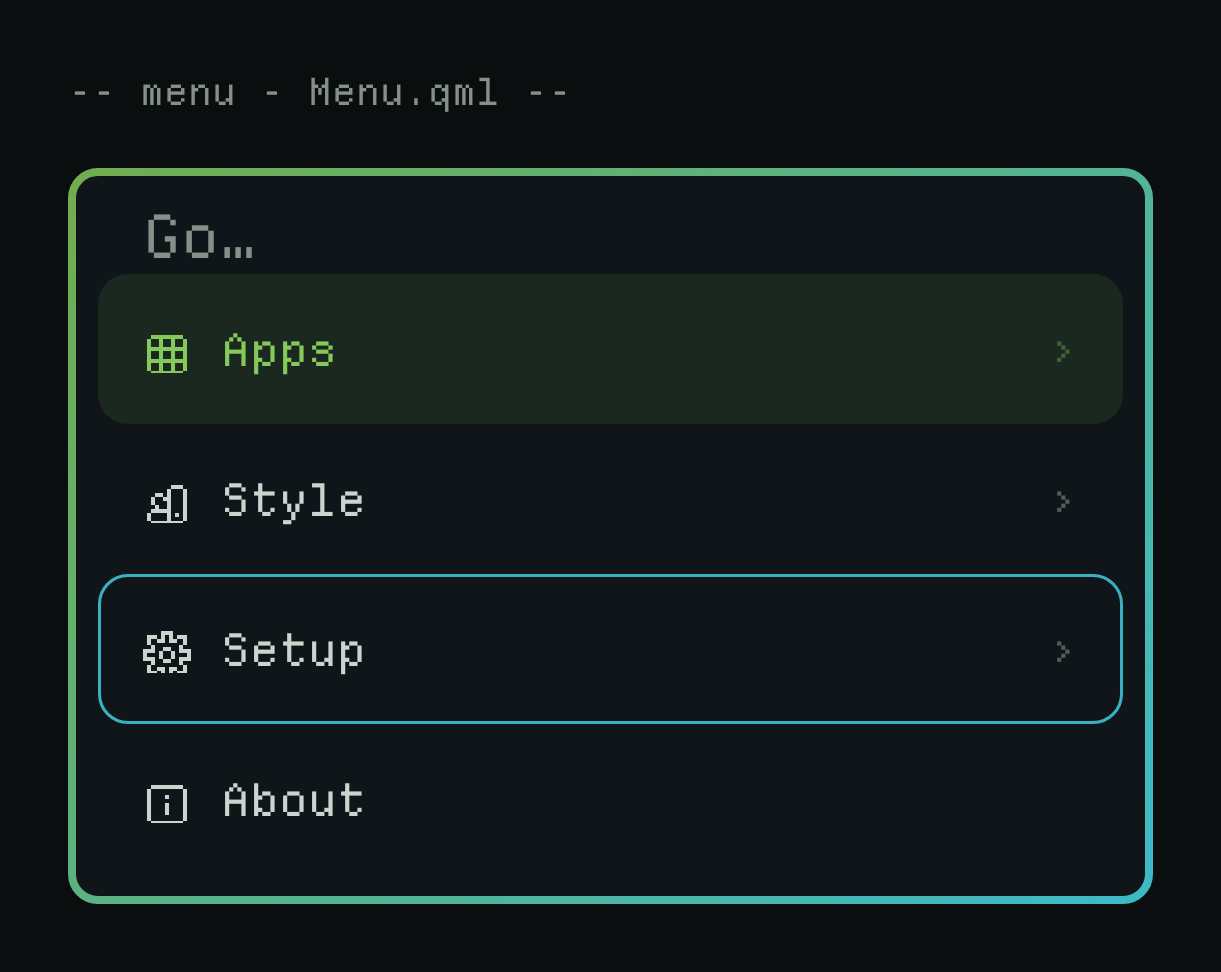 -- menu - Menu.qml --
Go…
Apps ›
Style ›
Setup ›
About